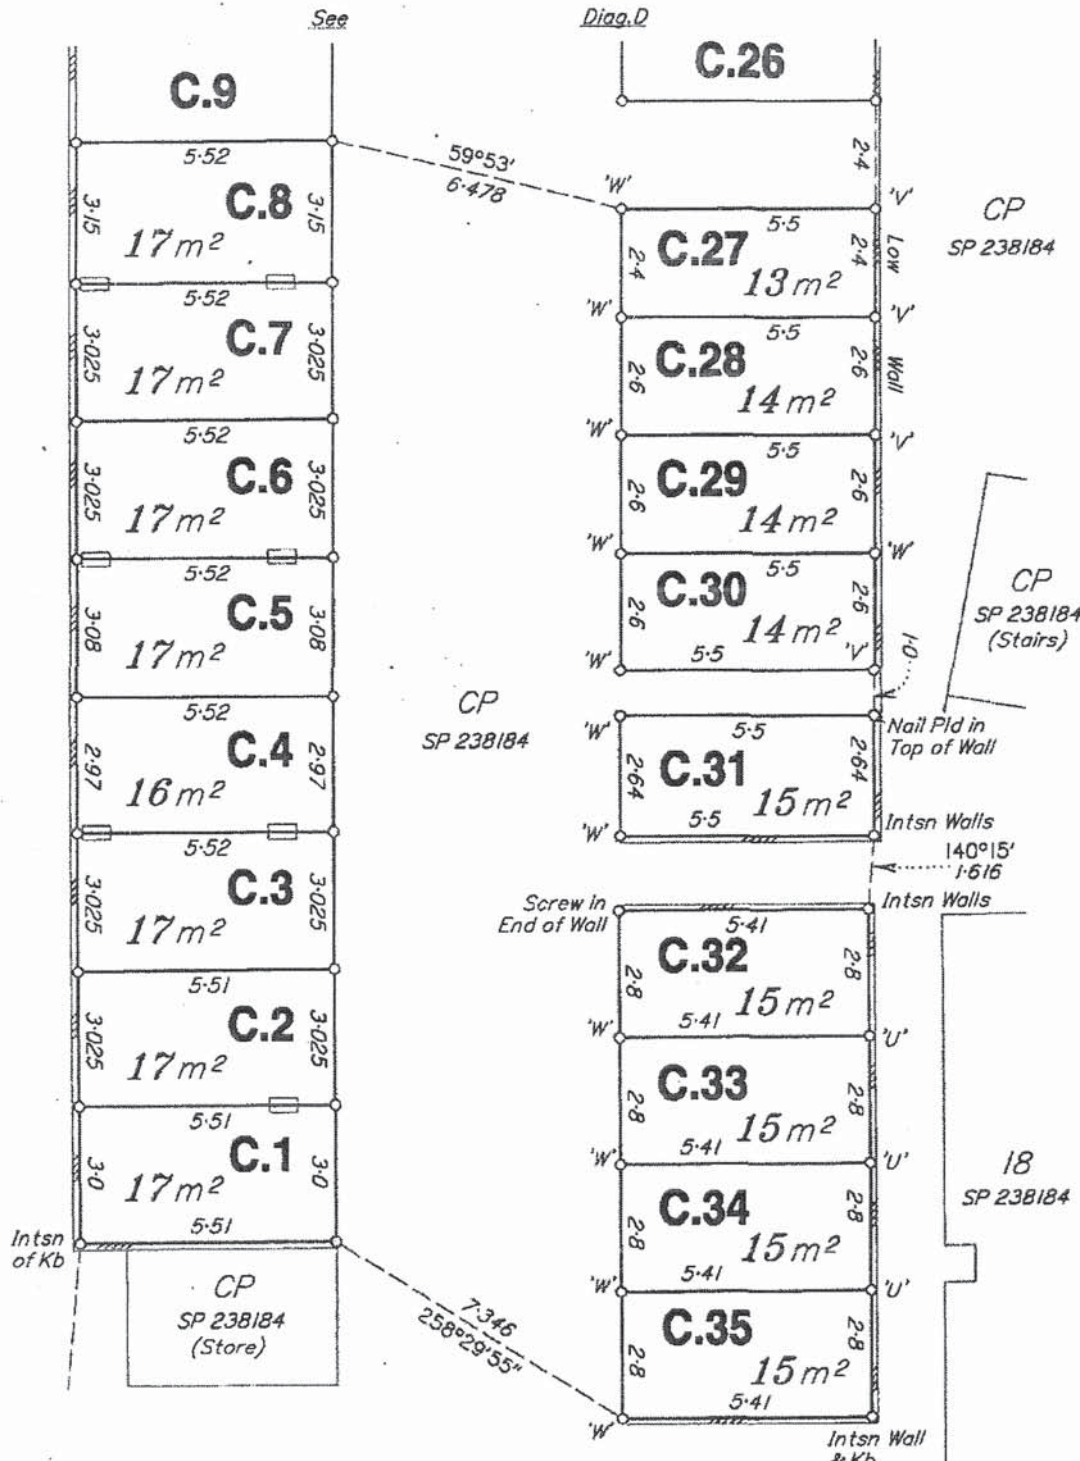 See
Diag.D
C.9
C.26
5·52
59°53'
6·478
2·4
'W'
'V'
C.8
3·15
3·15
17m²
5·5
C.27
2·4
2·4
Low
13m²
CP
SP 238184
5·52
C.7
3·025
3·025
17m²
'W'
'V'
5·5
C.28
2·6
2·6
Wall
14m²
5·52
C.6
3·025
3·025
17m²
'W'
'V'
5·5
C.29
2·6
2·6
14m²
5·52
C.5
3·08
3·08
17m²
'W'
'W'
5·5
C.30
2·6
2·6
14m²
5·5
'W'
'V'
1·0
CP
SP 238184
(Stairs)
5·52
C.4
2·97
2·97
16m²
CP
SP 238184
'W'
5·5
Nail Pld in
Top of Wall
C.31
2·64
2·64
15m²
5·5
'W'
Intsn Walls
140°15'
1·616
5·52
C.3
3·025
3·025
17m²
Screw in
End of Wall
Intsn Walls
5·41
C.32
2·8
2·8
15m²
5·41
'W'
'U'
5·51
C.2
3·025
3·025
17m²
C.33
2·8
2·8
15m²
5·41
'W'
'U'
5·51
C.1
3·0
3·0
17m²
5·51
Intsn
of Kb
C.34
2·8
2·8
15m²
5·41
'W'
'U'
18
SP 238184
CP
SP 238184
(Store)
7·346
258°29'55"
C.35
2·8
2·8
15m²
5·41
'W'
Intsn Wall
& Kb